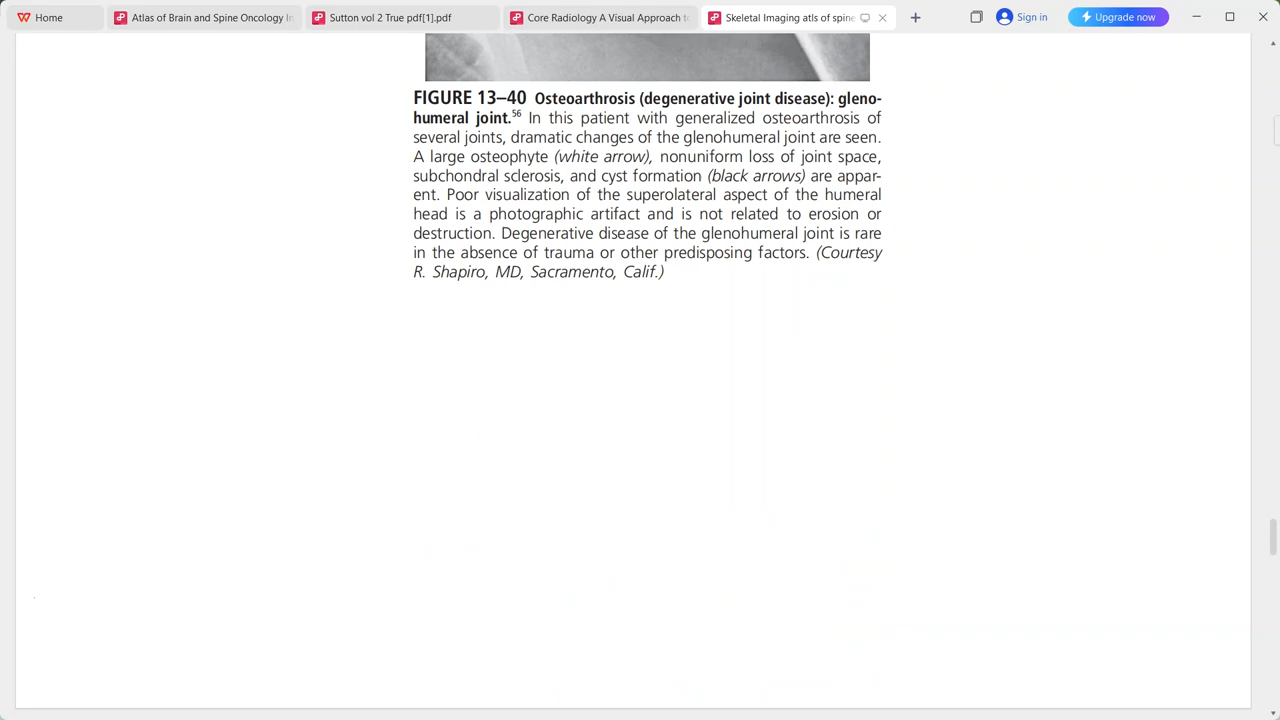 Home
Atlas of Brain and Spine Oncology I
Sutton vol 2 True pdf[1].pdf
Core Radiology A Visual Approach to
Skeletal Imaging atls of spine
Sign in
Upgrade now
FIGURE 13–40 Osteoarthrosis (degenerative joint disease): gleno-
humeral joint.56 In this patient with generalized osteoarthrosis of
several joints, dramatic changes of the glenohumeral joint are seen.
A large osteophyte (white arrow), nonuniform loss of joint space,
subchondral sclerosis, and cyst formation (black arrows) are appar-
ent. Poor visualization of the superolateral aspect of the humeral
head is a photographic artifact and is not related to erosion or
destruction. Degenerative disease of the glenohumeral joint is rare
in the absence of trauma or other predisposing factors. (Courtesy
R. Shapiro, MD, Sacramento, Calif.)